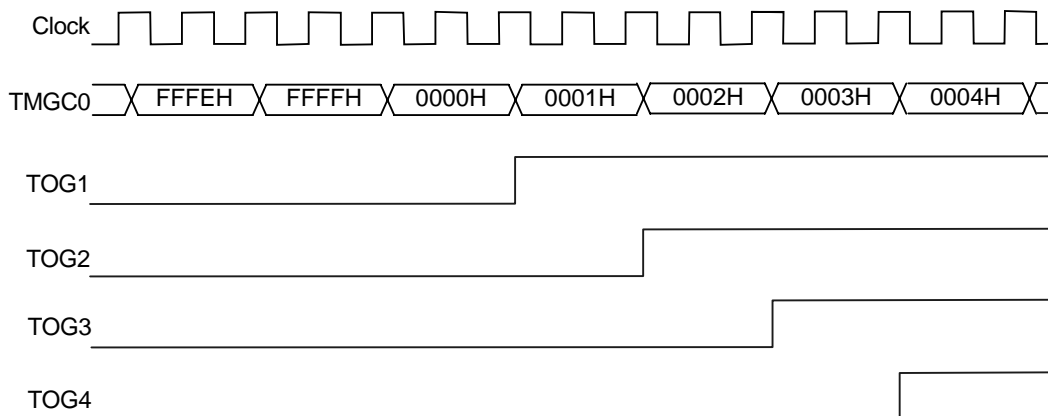 Clock
TMGC0 FFFEH FFFFH 0000H 0001H 0002H 0003H 0004H
TOG1
TOG2
TOG3
TOG4